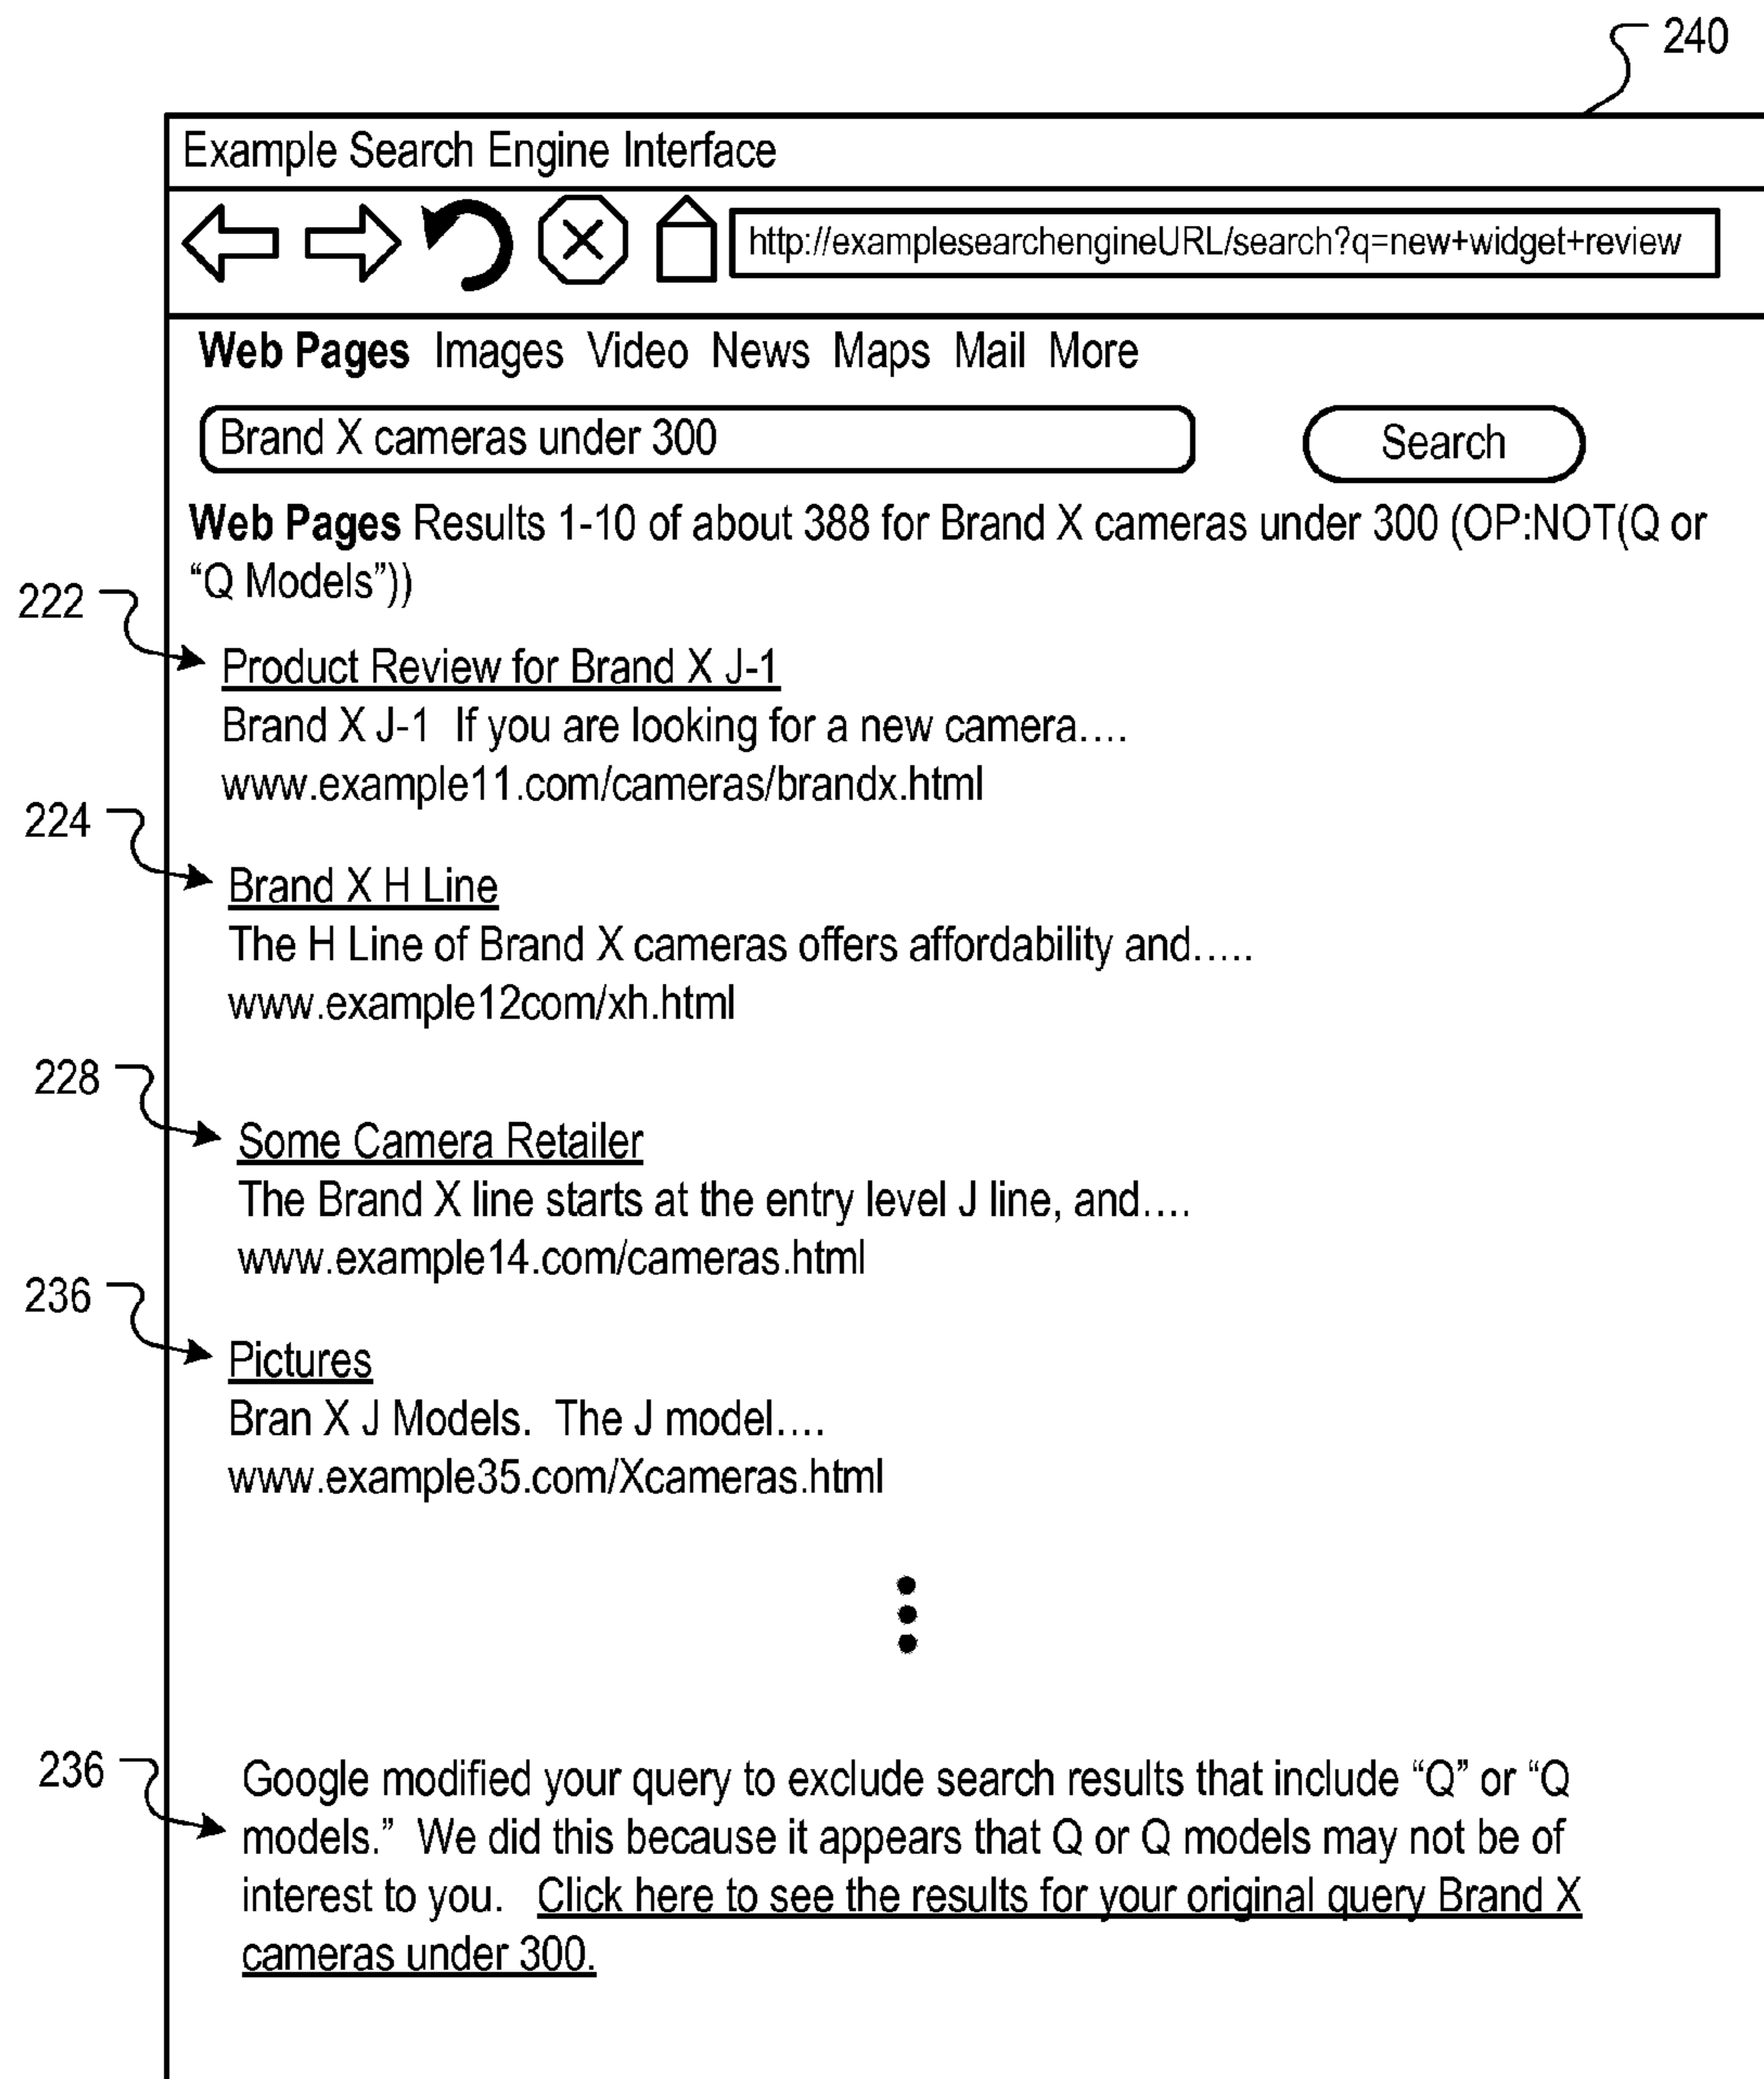 240
Example Search Engine Interface
http://examplesearchengineURL/search?q=new+widget+review
Web Pages Images Video News Maps Mail More
Brand X cameras under 300
Search
Web Pages Results 1-10 of about 388 for Brand X cameras under 300 (OP:NOT(Q or
“Q Models”))
222
Product Review for Brand X J-1
Brand X J-1 If you are looking for a new camera....
www.example11.com/cameras/brandx.html
224
Brand X H Line
The H Line of Brand X cameras offers affordability and.....
www.example12com/xh.html
228
Some Camera Retailer
The Brand X line starts at the entry level J line, and....
www.example14.com/cameras.html
236
Pictures
Bran X J Models. The J model....
www.example35.com/Xcameras.html
236
Google modified your query to exclude search results that include “Q” or “Q
models.” We did this because it appears that Q or Q models may not be of
interest to you. Click here to see the results for your original query Brand X
cameras under 300.